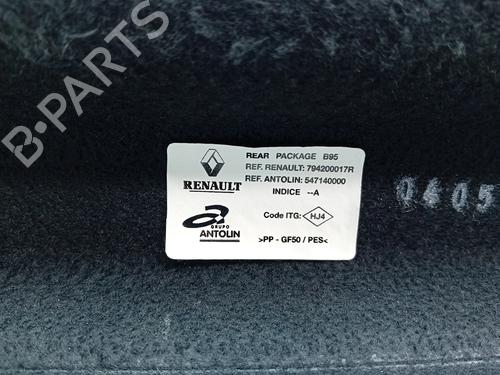 B-PARTS
RENAULT
REAR PACKAGE B95
REF. RENAULT: 794200017R
REF. ANTOLIN: 547140000
INDICE --A
GRUPO
ANTOLIN
Code ITG: HJ4
>PP - GF50 / PES<
0405